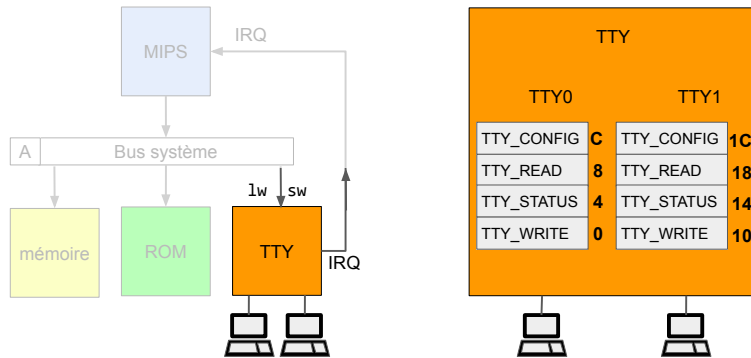 IRQ
MIPS
A
Bus système
lw
sw
mémoire
ROM
TTY
IRQ
TTY
TTY0
TTY1
TTY_CONFIG C TTY_CONFIG 1C
TTY_READ 8 TTY_READ 18
TTY_STATUS 4 TTY_STATUS 14
TTY_WRITE 0 TTY_WRITE 10